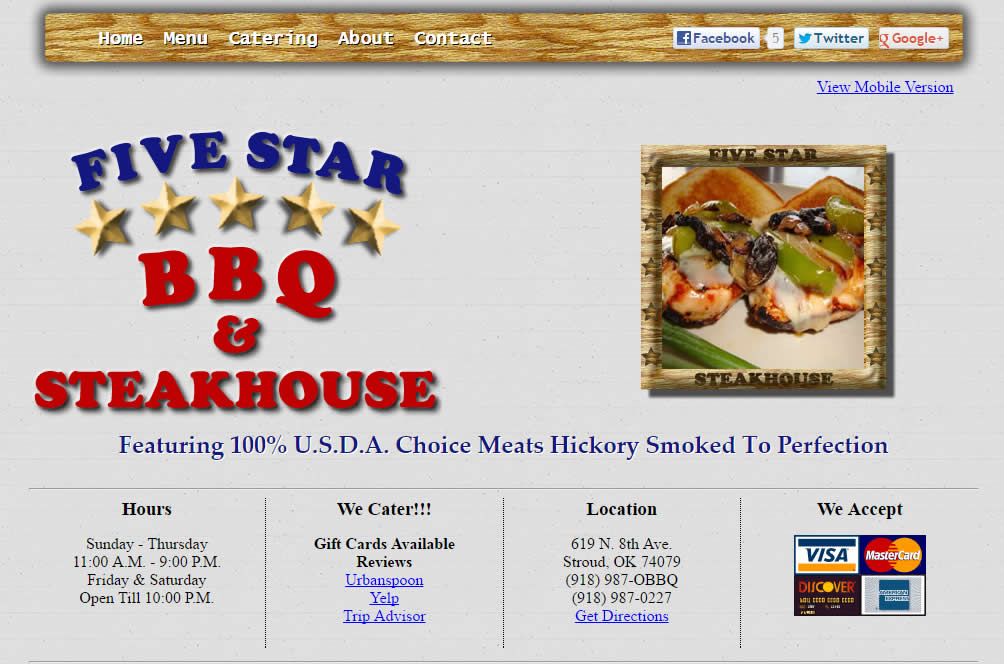 Home Menu Catering About Contact Facebook 5 Twitter Google+
View Mobile Version
FIVE STAR
BBQ
&
STEAKHOUSE
FIVE STAR
STEAKHOUSE
Featuring 100% U.S.D.A. Choice Meats Hickory Smoked To Perfection
Hours
Sunday - Thursday
11:00 A.M. - 9:00 P.M.
Friday & Saturday
Open Till 10:00 P.M.
We Cater!!!
Gift Cards Available
Reviews
Urbanspoon
Yelp
Trip Advisor
Location
619 N. 8th Ave.
Stroud, OK 74079
(918) 987-OBBQ
(918) 987-0227
Get Directions
We Accept
VISA
MasterCard
DISCOVER
AMERICAN
EXPRESS